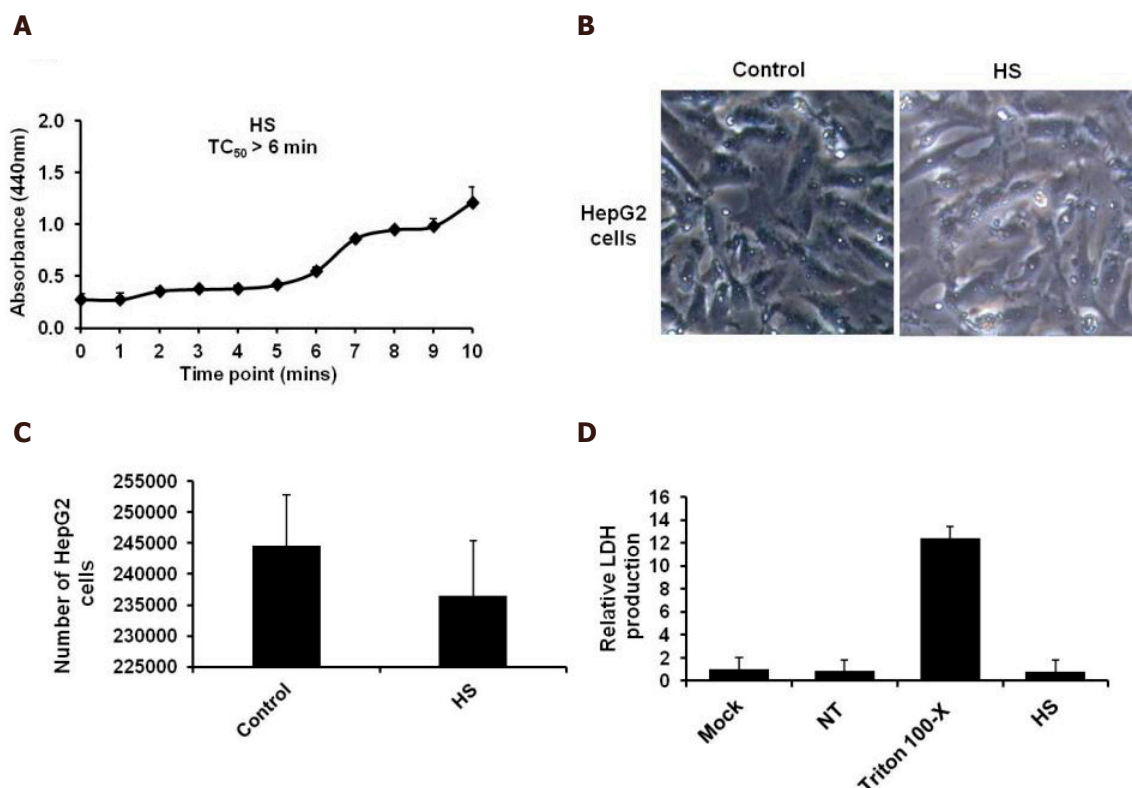 A
HS
TC₅₀ > 6 min
Absorbance (440nm)
2.0
1.5
1.0
0.5
0.0
0 1 2 3 4 5 6 7 8 9 10
Time point (mins)
B
Control HS
HepG2
cells
C
Number of HepG2
cells
255000
250000
245000
240000
235000
230000
225000
Control
HS
D
Relative LDH
production
16
14
12
10
8
6
4
2
0
Mock
NT
Triton 100-X
HS